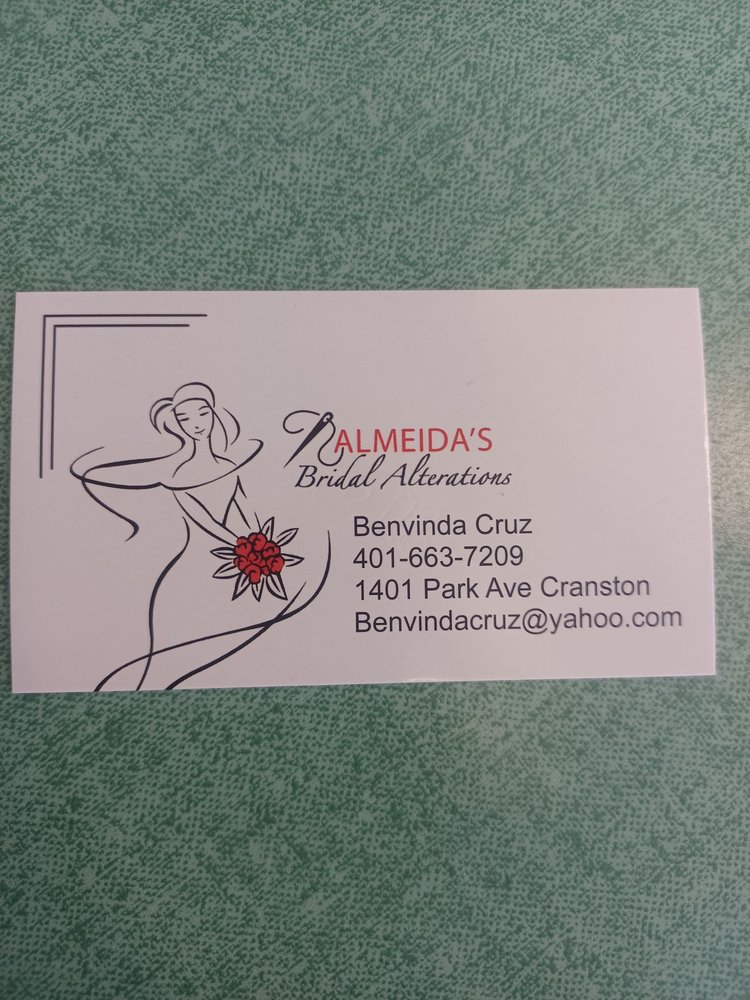 ALMEIDA'S
Bridal Alterations
Benvinda Cruz
401-663-7209
1401 Park Ave Cranston
Benvindacruz@yahoo.com